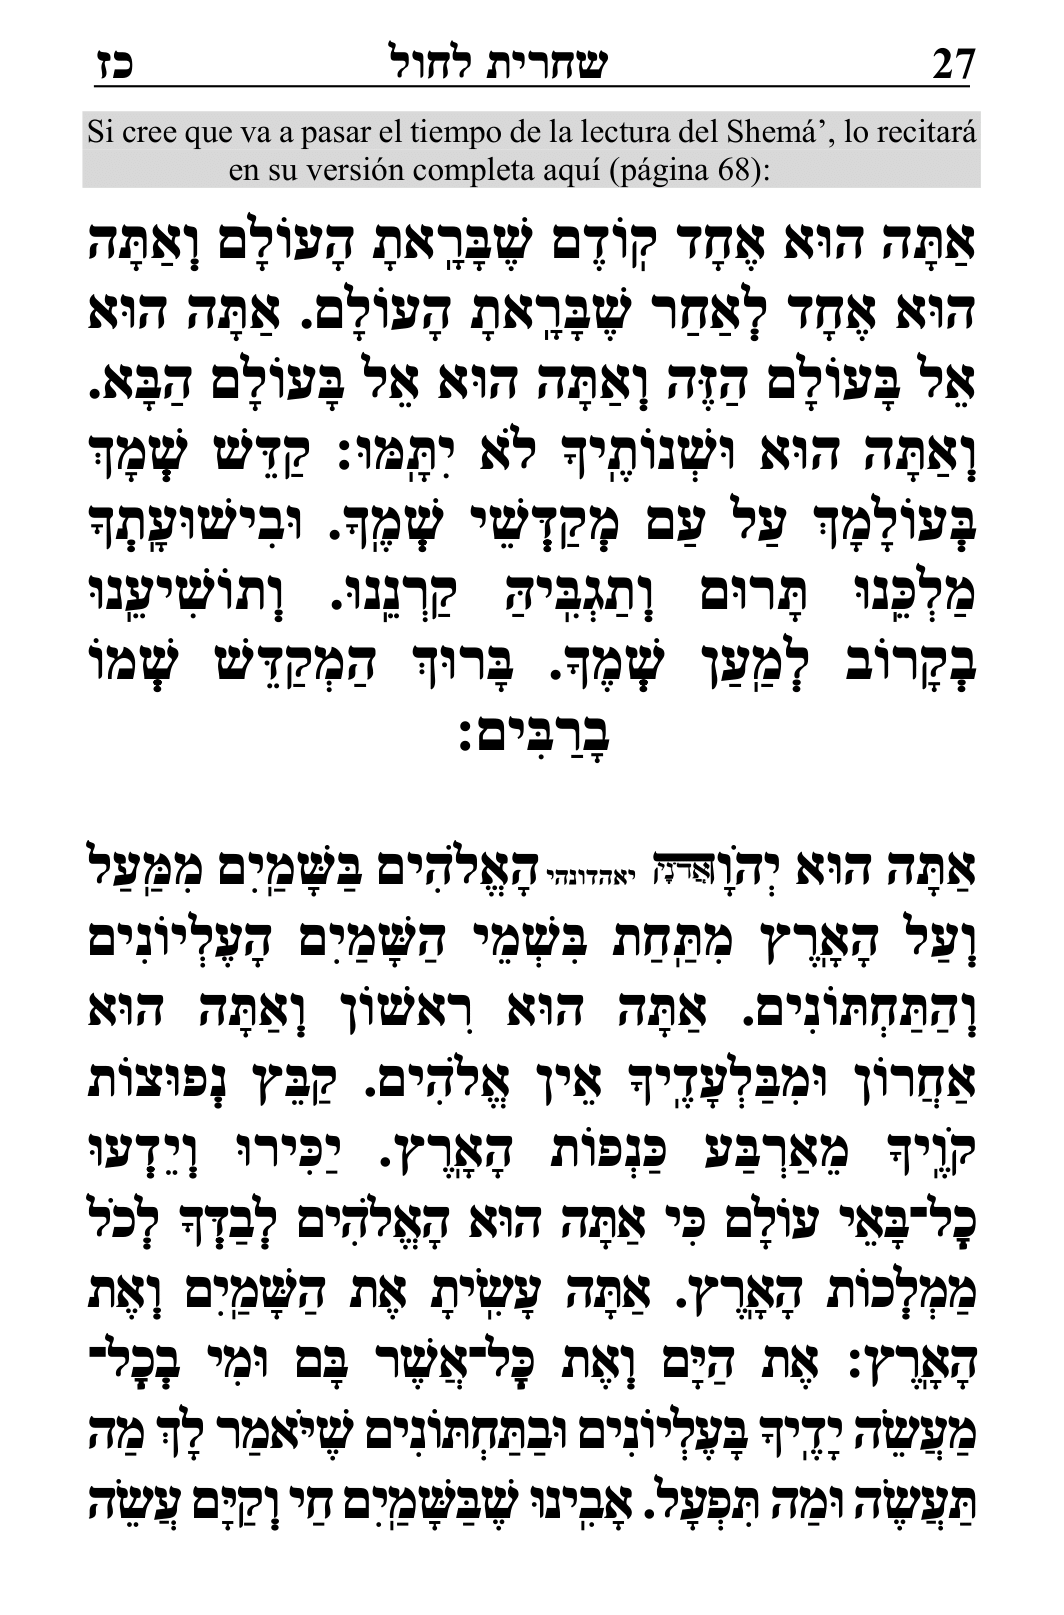 27 שחרית לחול כז
Si cree que va a pasar el tiempo de la lectura del Shemá’, lo recitará
en su versión completa aquí (página 68):
אַתָּה הוּא אֶחָד קֽוֹדֶם שֶׁבָּרָֽאתָ הָעוֹלָם וְאַתָּה
הוּא אֶחָד לְאַחַר שֶׁבָּרָֽאתָ הָעוֹלָם. אַתָּה הוּא
אֵל בָּעוֹלָם הַזֶּה וְאַתָּה הוּא אֵל בָּעוֹלָם הַבָּא.
וְאַתָּה הוּא וּשְׁנוֹתֶֽיךָ לֹא יִתָּֽמּוּ: קַדֵּשׁ שְׁמָךְ
בְּעוֹלָמָךְ עַל עַם מְקַדְּשֵׁי שְׁמֶֽךָ. וּבִישׁוּעָֽתְךָ
מַלְכֵּֽנוּ תָּרוּם וְתַגְבִּֽיהַּ קַרְנֵֽנוּ. וְתוֹשִׁיעֵֽנוּ
בְּקָרוֹב לְמַֽעַן שְׁמֶֽךָ. בָּרוּךְ הַמְקַדֵּשׁ שְׁמוֹ
בָרַבִּים:
אַתָּה הוּא יְהֹוָה אֲדֹנָי יאהדונהי הָאֱלֹהִים בַּשָּׁמַֽיִם מִמַּֽעַל
וְעַל הָאָֽרֶץ מִתַּֽחַת בִּשְׁמֵי הַשָּׁמַיִם הָעֶלְיוֹנִים
וְהַתַּחְתּוֹנִים. אַתָּה הוּא רִאשׁוֹן וְאַתָּה הוּא
אַחֲרוֹן וּמִבַּלְעָדֶֽיךָ אֵין אֱלֹהִים. קַבֵּץ נְפוּצוֹת
קֹוֶֽיךָ מֵאַרְבַּע כַּנְפוֹת הָאָֽרֶץ. יַכִּירוּ וְיֵדְעוּ
כָּל־בָּאֵי עוֹלָם כִּי אַתָּה הוּא הָאֱלֹהִים לְבַדְּךָ לְכֹל
מַמְלְכוֹת הָאָֽרֶץ. אַתָּה עָשִֽׂיתָ אֶת הַשָּׁמַֽיִם וְאֶת
הָאָֽרֶץ: אֶת הַיָּם וְאֶת כָּל־אֲשֶׁר בָּם וּמִי בְכָל־
מַעֲשֵׂה יָדֶֽיךָ בָּעֶלְיוֹנִים וּבַתַּחְתּוֹנִים שֶׁיֹּאמַר לָךְ מַה
תַּעֲשֶׂה וּמַה תִּפְעָל. אָבִֽינוּ שֶׁבַּשָּׁמַֽיִם חַי וְקַיָּם עֲשֵׂה